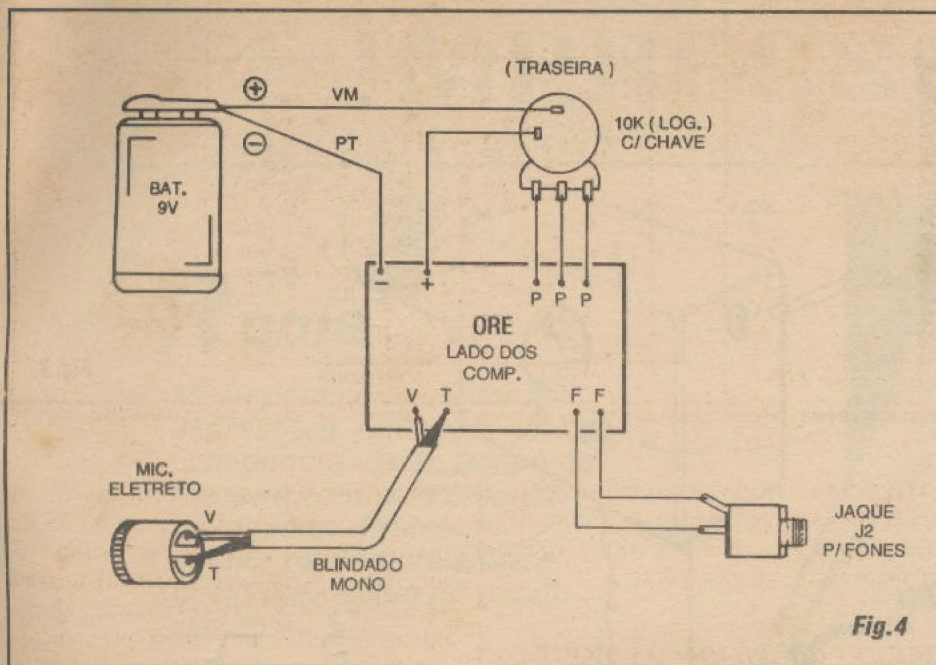 ( TRASEIRA )
+
VM
10K ( LOG. )
C/ CHAVE
−
PT
BAT.
9V
− + P P P
ORE
LADO DOS
COMP.
V T F F
MIC.
ELETRETO
V
T
BLINDADO
MONO
JAQUE
J2
P/ FONES
Fig.4